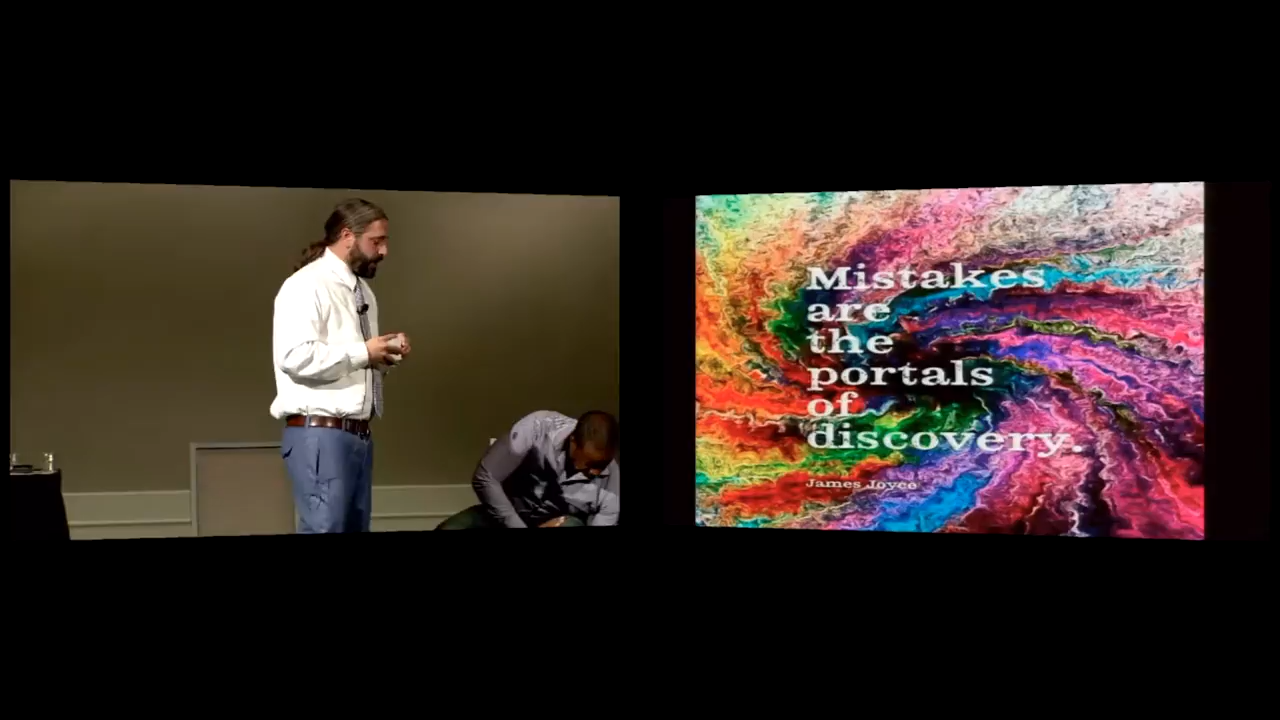 Mistakes
are
the
portals
of
discovery.
James Joyce